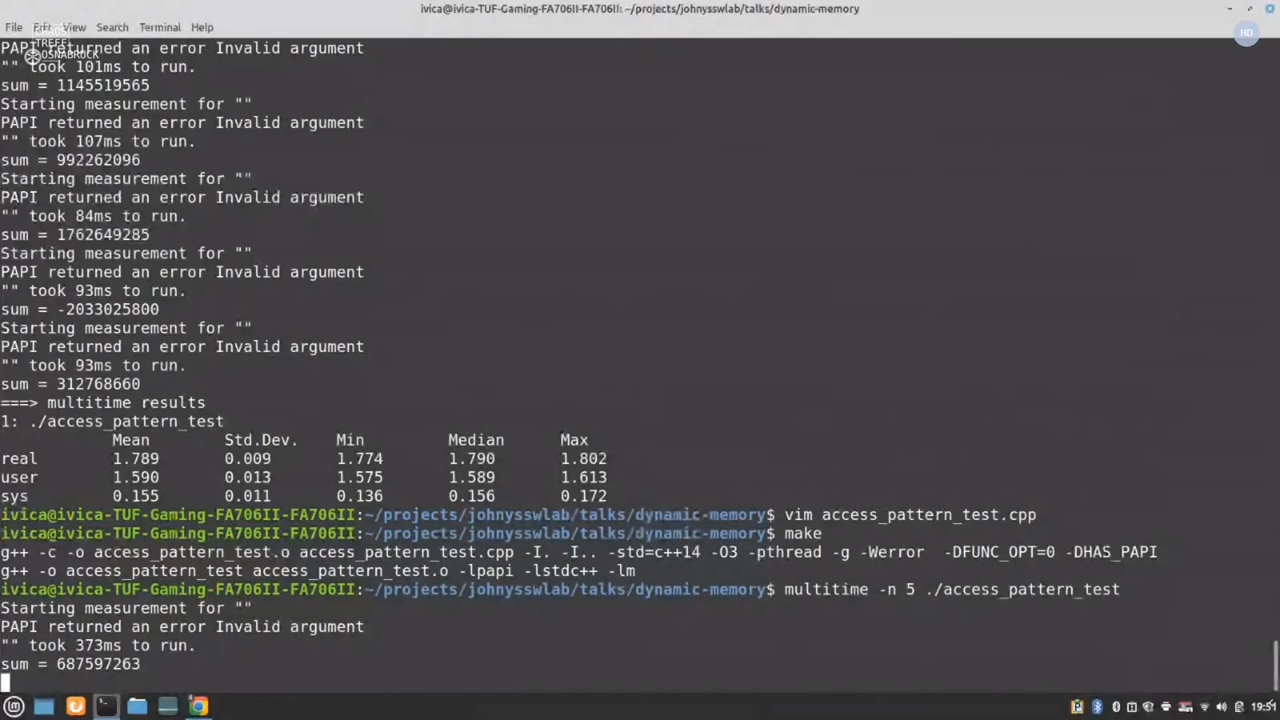 ivica@ivica-TUF-Gaming-FA706II-FA706II: ~/projects/johnysswlab/talks/dynamic-memory
File Edit View Search Terminal Help
HD
TREFF
OSNABRÜCK
PAPI returned an error Invalid argument
"" took 101ms to run.
sum = 1145519565
Starting measurement for ""
PAPI returned an error Invalid argument
"" took 107ms to run.
sum = 992262096
Starting measurement for ""
PAPI returned an error Invalid argument
"" took 84ms to run.
sum = 1762649285
Starting measurement for ""
PAPI returned an error Invalid argument
"" took 93ms to run.
sum = -2033025800
Starting measurement for ""
PAPI returned an error Invalid argument
"" took 93ms to run.
sum = 312768660
===> multitime results
1: ./access_pattern_test
Mean Std.Dev. Min Median Max
real 1.789 0.009 1.774 1.790 1.802
user 1.590 0.013 1.575 1.589 1.613
sys 0.155 0.011 0.136 0.156 0.172
ivica@ivica-TUF-Gaming-FA706II-FA706II:~/projects/johnysswlab/talks/dynamic-memory$ vim access_pattern_test.cpp
ivica@ivica-TUF-Gaming-FA706II-FA706II:~/projects/johnysswlab/talks/dynamic-memory$ make
g++ -c -o access_pattern_test.o access_pattern_test.cpp -I. -I.. -std=c++14 -O3 -pthread -g -Werror -DFUNC_OPT=0 -DHAS_PAPI
g++ -o access_pattern_test access_pattern_test.o -lpapi -lstdc++ -lm
ivica@ivica-TUF-Gaming-FA706II-FA706II:~/projects/johnysswlab/talks/dynamic-memory$ multitime -n 5 ./access_pattern_test
Starting measurement for ""
PAPI returned an error Invalid argument
"" took 373ms to run.
sum = 687597263
19:51